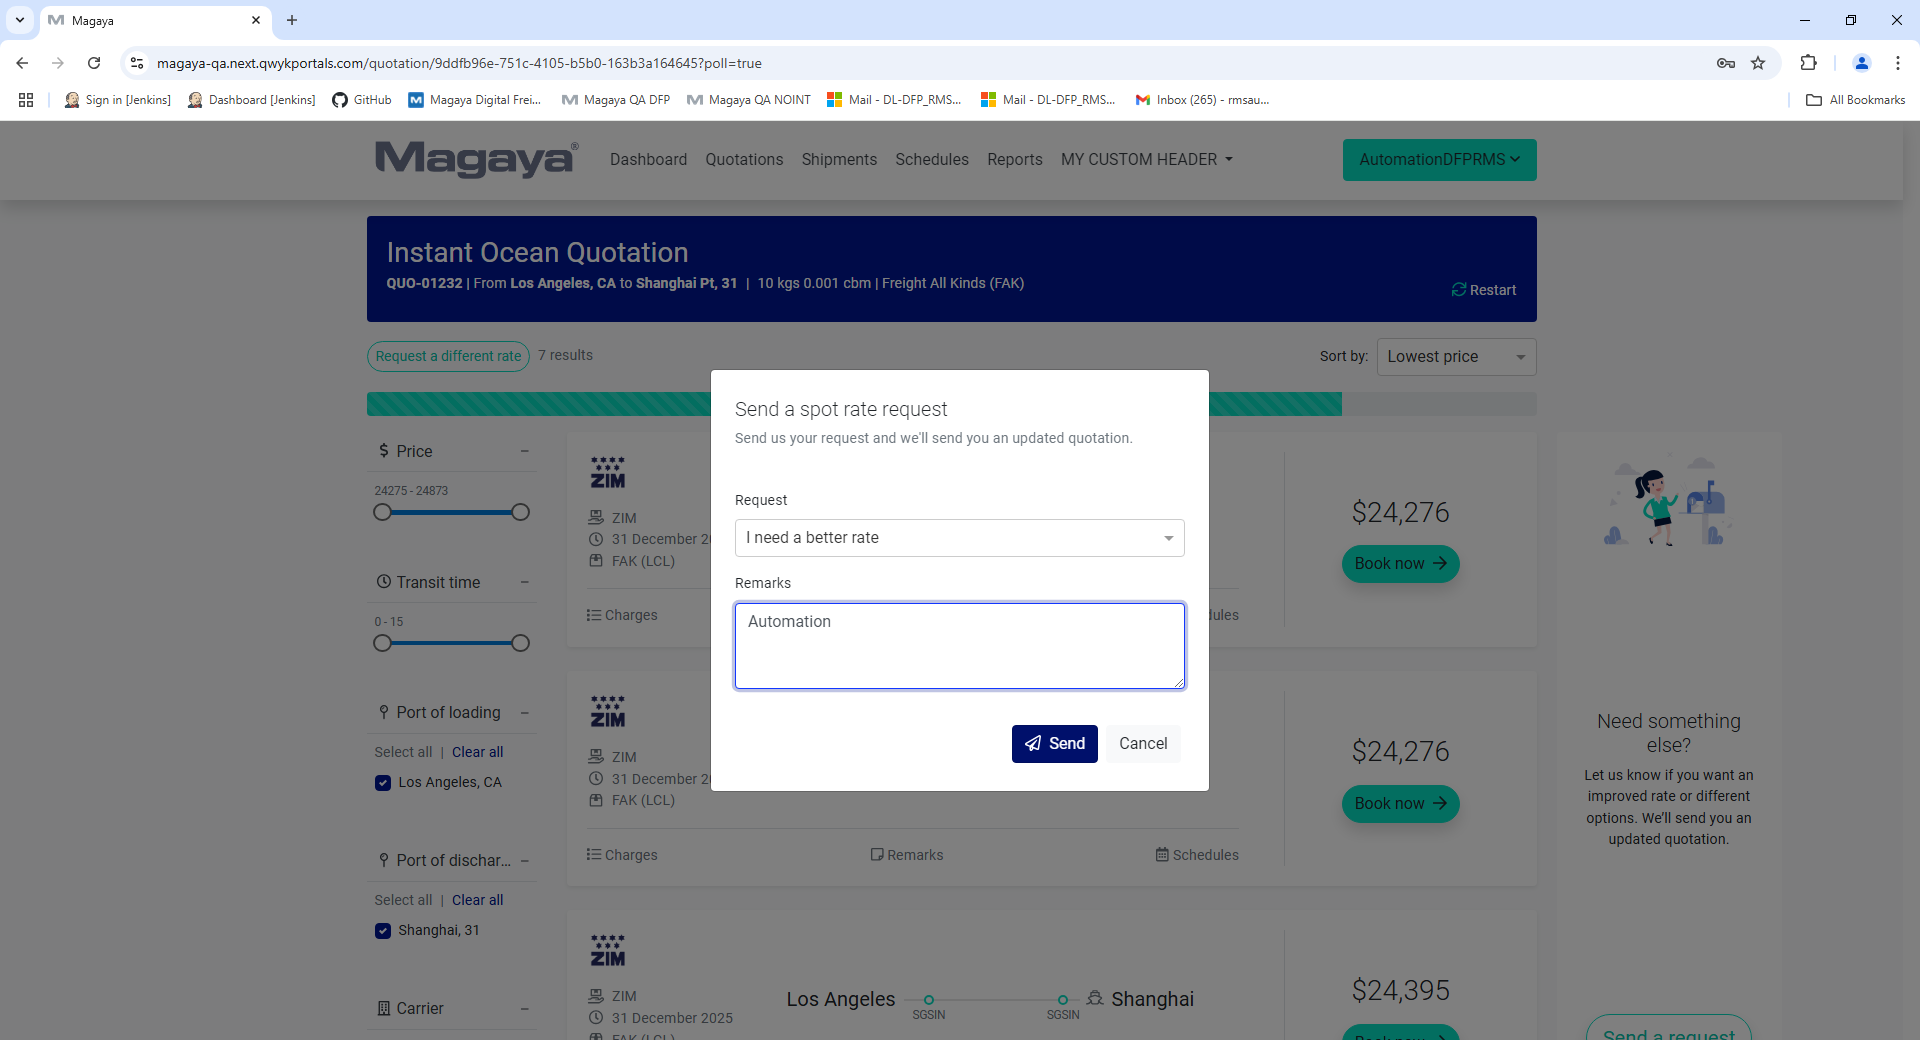 Magaya
magaya-qa.next.qwykportals.com/quotation/9ddfb96e-751c-4105-b5b0-163b3a164645?poll=true
Sign in [Jenkins]
Dashboard [Jenkins]
GitHub
Magaya Digital Frei...
Magaya QA DFP
Magaya QA NOINT
Mail - DL-DFP_RMS...
Mail - DL-DFP_RMS...
Inbox (265) - rmsau...
All Bookmarks
Magaya®
Dashboard
Quotations
Shipments
Schedules
Reports
MY CUSTOM HEADER
AutomationDFPRMS
Instant Ocean Quotation
QUO-01232 | From Los Angeles, CA to Shanghai Pt, 31 | 10 kgs 0.001 cbm | Freight All Kinds (FAK)
Restart
Request a different rate
7 results
Sort by:
Lowest price
Send a spot rate request
Send us your request and we'll send you an updated quotation.
Request
I need a better rate
Remarks
Automation
Send
Cancel
$ Price
24275 - 24873
Transit time
0 - 15
Port of loading
Select all | Clear all
Los Angeles, CA
Port of dischar...
Select all | Clear all
Shanghai, 31
Carrier
ZIM
ZIM
31 December 20
FAK (LCL)
Charges
dules
$24,276
Book now
ZIM
ZIM
31 December 20
FAK (LCL)
Charges
Remarks
Schedules
$24,276
Book now
ZIM
ZIM
31 December 2025
FAK (LCL)
Los Angeles
SGSIN
SGSIN
Shanghai
$24,395
Book now
Need something
else?
Let us know if you want an
improved rate or different
options. We'll send you an
updated quotation.
Send a request